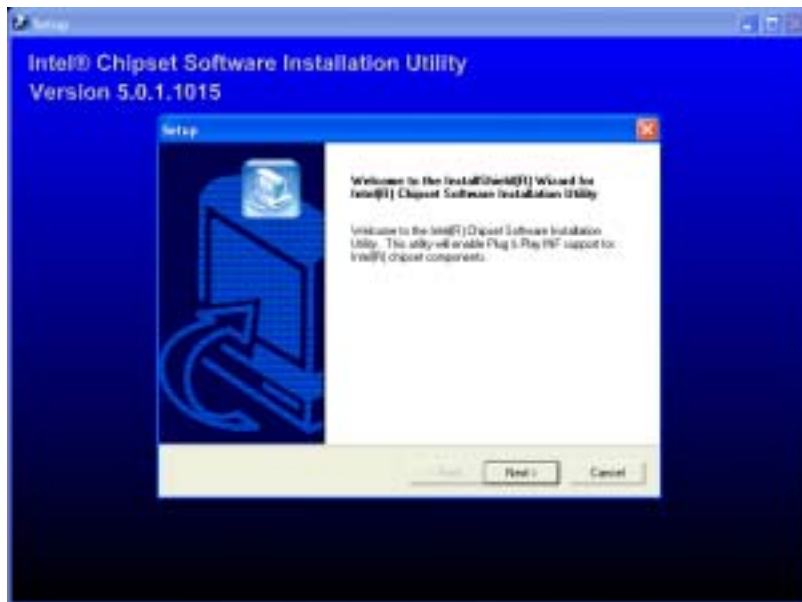 Setup
Intel® Chipset Software Installation Utility
Version 5.0.1.1015
Setup
Welcome to the InstallShield(R) Wizard for
Intel(R) Chipset Software Installation Utility
Welcome to the Intel(R) Chipset Software Installation
Utility. This utility will enable Plug & Play INF support for
Intel(R) chipset components.
< Back
Next >
Cancel